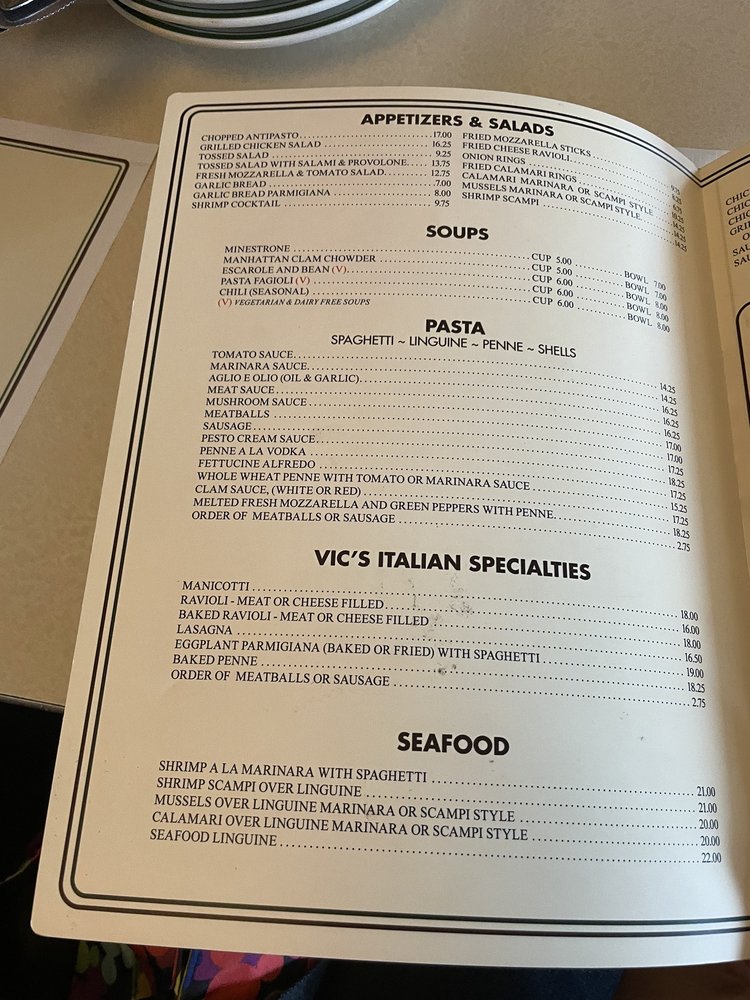 APPETIZERS & SALADS
CHOPPED ANTIPASTO 17.00
GRILLED CHICKEN SALAD 16.25
TOSSED SALAD 9.25
TOSSED SALAD WITH SALAMI & PROVOLONE 13.75
FRESH MOZZARELLA & TOMATO SALAD 12.75
GARLIC BREAD 7.00
GARLIC BREAD PARMIGIANA 8.00
SHRIMP COCKTAIL 9.75
FRIED MOZZARELLA STICKS
FRIED CHEESE RAVIOLI
ONION RINGS 6.75
FRIED CALAMARI RINGS
CALAMARI MARINARA OR SCAMPI STYLE 14.25
MUSSELS MARINARA OR SCAMPI STYLE 14.25
SHRIMP SCAMPI 14.25
SOUPS
MINESTRONE CUP 5.00 BOWL 7.00
MANHATTAN CLAM CHOWDER CUP 5.00 BOWL 7.00
ESCAROLE AND BEAN (V) CUP 6.00 BOWL 8.00
PASTA FAGIOLI (V) CUP 6.00 BOWL 8.00
CHILI (SEASONAL) CUP 6.00 BOWL 8.00
(V) VEGETARIAN & DAIRY FREE SOUPS
PASTA
SPAGHETTI ~ LINGUINE ~ PENNE ~ SHELLS
TOMATO SAUCE 14.25
MARINARA SAUCE 14.25
AGLIO E OLIO (OIL & GARLIC) 16.25
MEAT SAUCE 16.25
MUSHROOM SAUCE 16.25
MEATBALLS 17.00
SAUSAGE 17.00
PESTO CREAM SAUCE 17.25
PENNE A LA VODKA 18.25
FETTUCINE ALFREDO 17.25
WHOLE WHEAT PENNE WITH TOMATO OR MARINARA SAUCE 15.25
CLAM SAUCE, (WHITE OR RED) 17.25
MELTED FRESH MOZZARELLA AND GREEN PEPPERS WITH PENNE 18.25
ORDER OF MEATBALLS OR SAUSAGE 2.75
VIC'S ITALIAN SPECIALTIES
MANICOTTI 18.00
RAVIOLI - MEAT OR CHEESE FILLED 16.00
BAKED RAVIOLI - MEAT OR CHEESE FILLED 18.00
LASAGNA 16.50
EGGPLANT PARMIGIANA (BAKED OR FRIED) WITH SPAGHETTI 19.00
BAKED PENNE 18.25
ORDER OF MEATBALLS OR SAUSAGE 2.75
SEAFOOD
SHRIMP A LA MARINARA WITH SPAGHETTI 21.00
SHRIMP SCAMPI OVER LINGUINE 21.00
MUSSELS OVER LINGUINE MARINARA OR SCAMPI STYLE 20.00
CALAMARI OVER LINGUINE MARINARA OR SCAMPI STYLE 20.00
SEAFOOD LINGUINE 22.00